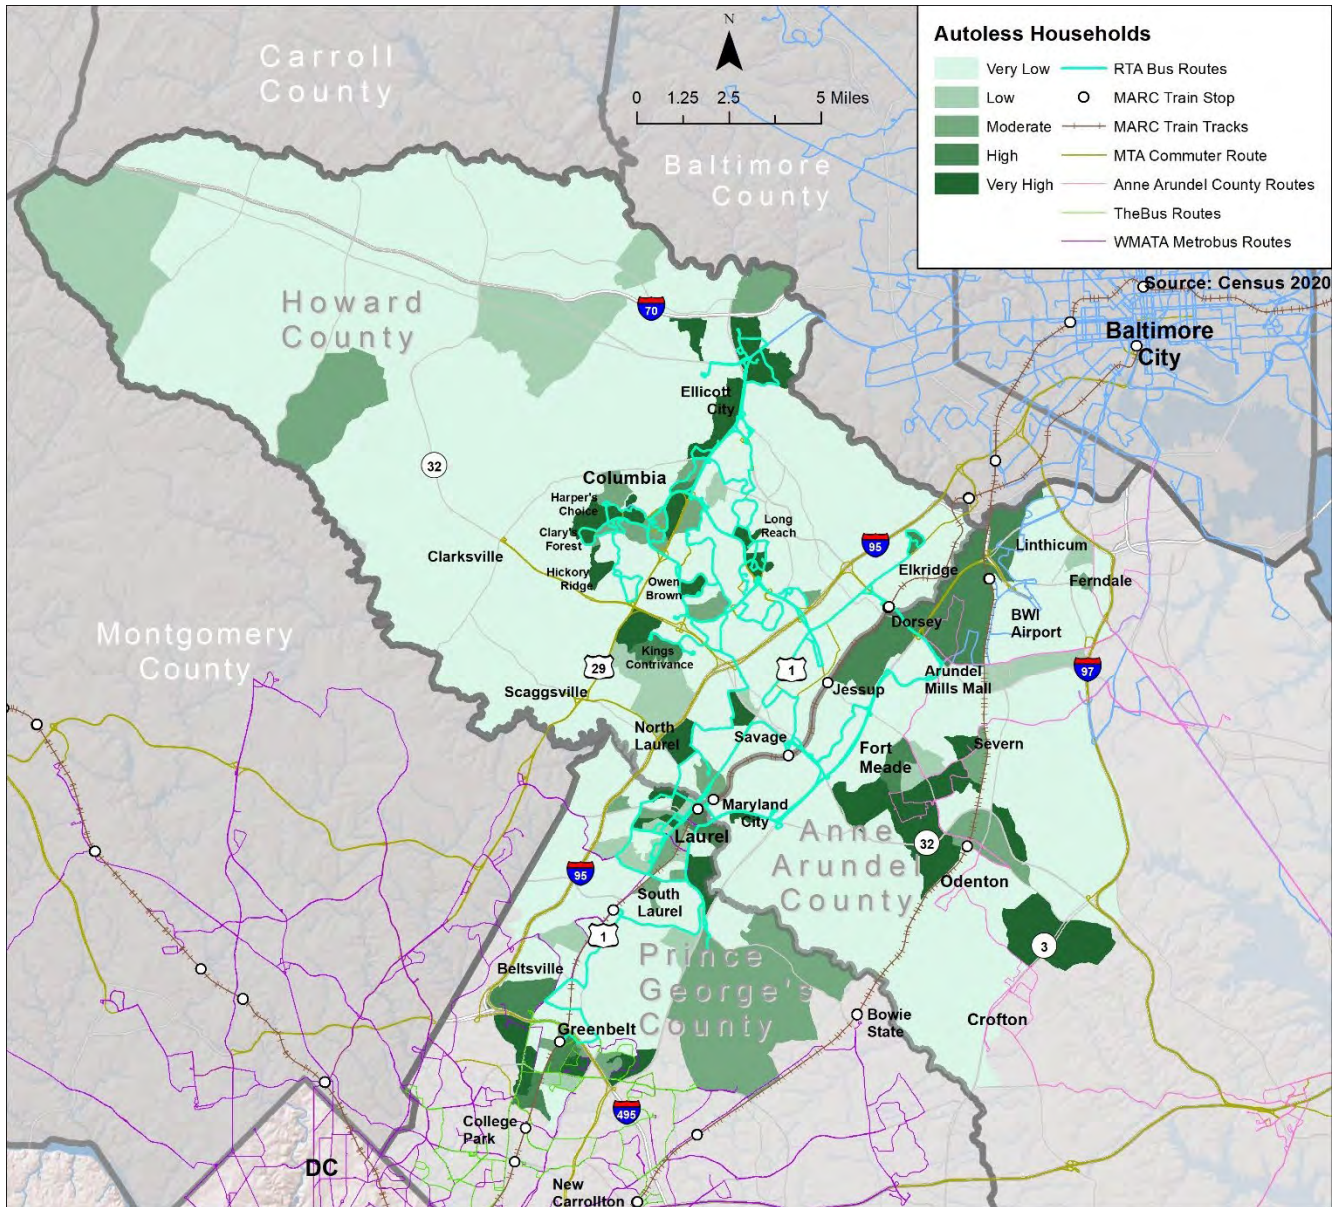 Carroll
County
N
0 1.25 2.5 5 Miles
Baltimore
County
Autoless Households
Very Low
Low
Moderate
High
Very High
RTA Bus Routes
MARC Train Stop
MARC Train Tracks
MTA Commuter Route
Anne Arundel County Routes
TheBus Routes
WMATA Metrobus Routes
Source: Census 2020
Baltimore
City
Howard
County
70
Ellicott
City
32
Columbia
Harper's
Choice
Clary's
Forest
Hickory
Ridge
Long
Reach
Owen
Brown
Clarksville
95
Elkridge
Linthicum
Ferndale
BWI
Airport
Dorsey
Montgomery
County
Kings
Contrivance
29
1
Scaggsville
Jessup
Arundel
Mills Mall
97
North
Laurel
Savage
Fort
Meade
Severn
Maryland
City
Laurel
Anne
Arundel
County
32
Odenton
95
South
Laurel
1
Prince
George's
County
3
Beltsville
Greenbelt
Bowie
State
Crofton
495
College
Park
DC
New
Carrollton